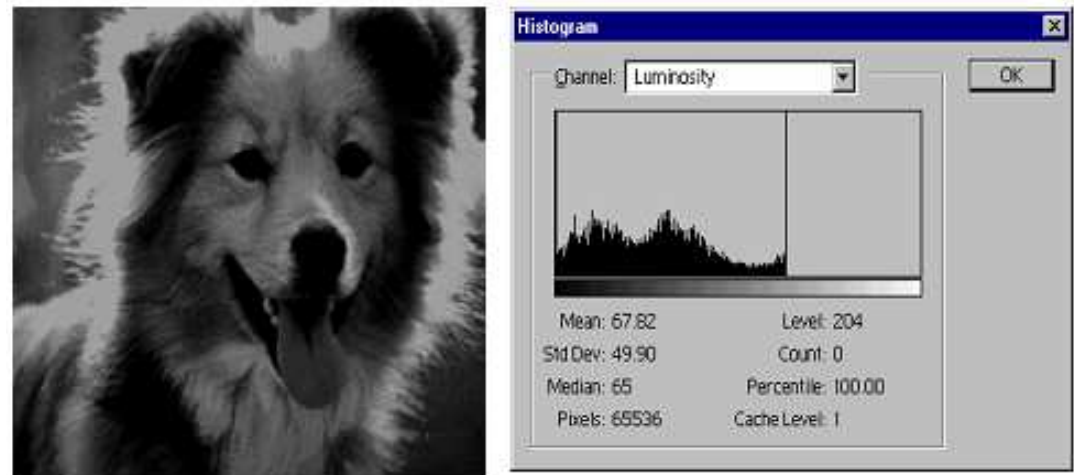 Histogram
Channel: Luminosity
OK
Mean: 67.82
Level: 204
Std Dev: 49.90
Count: 0
Median: 65
Percentile: 100.00
Pixels: 65536
Cache Level: 1